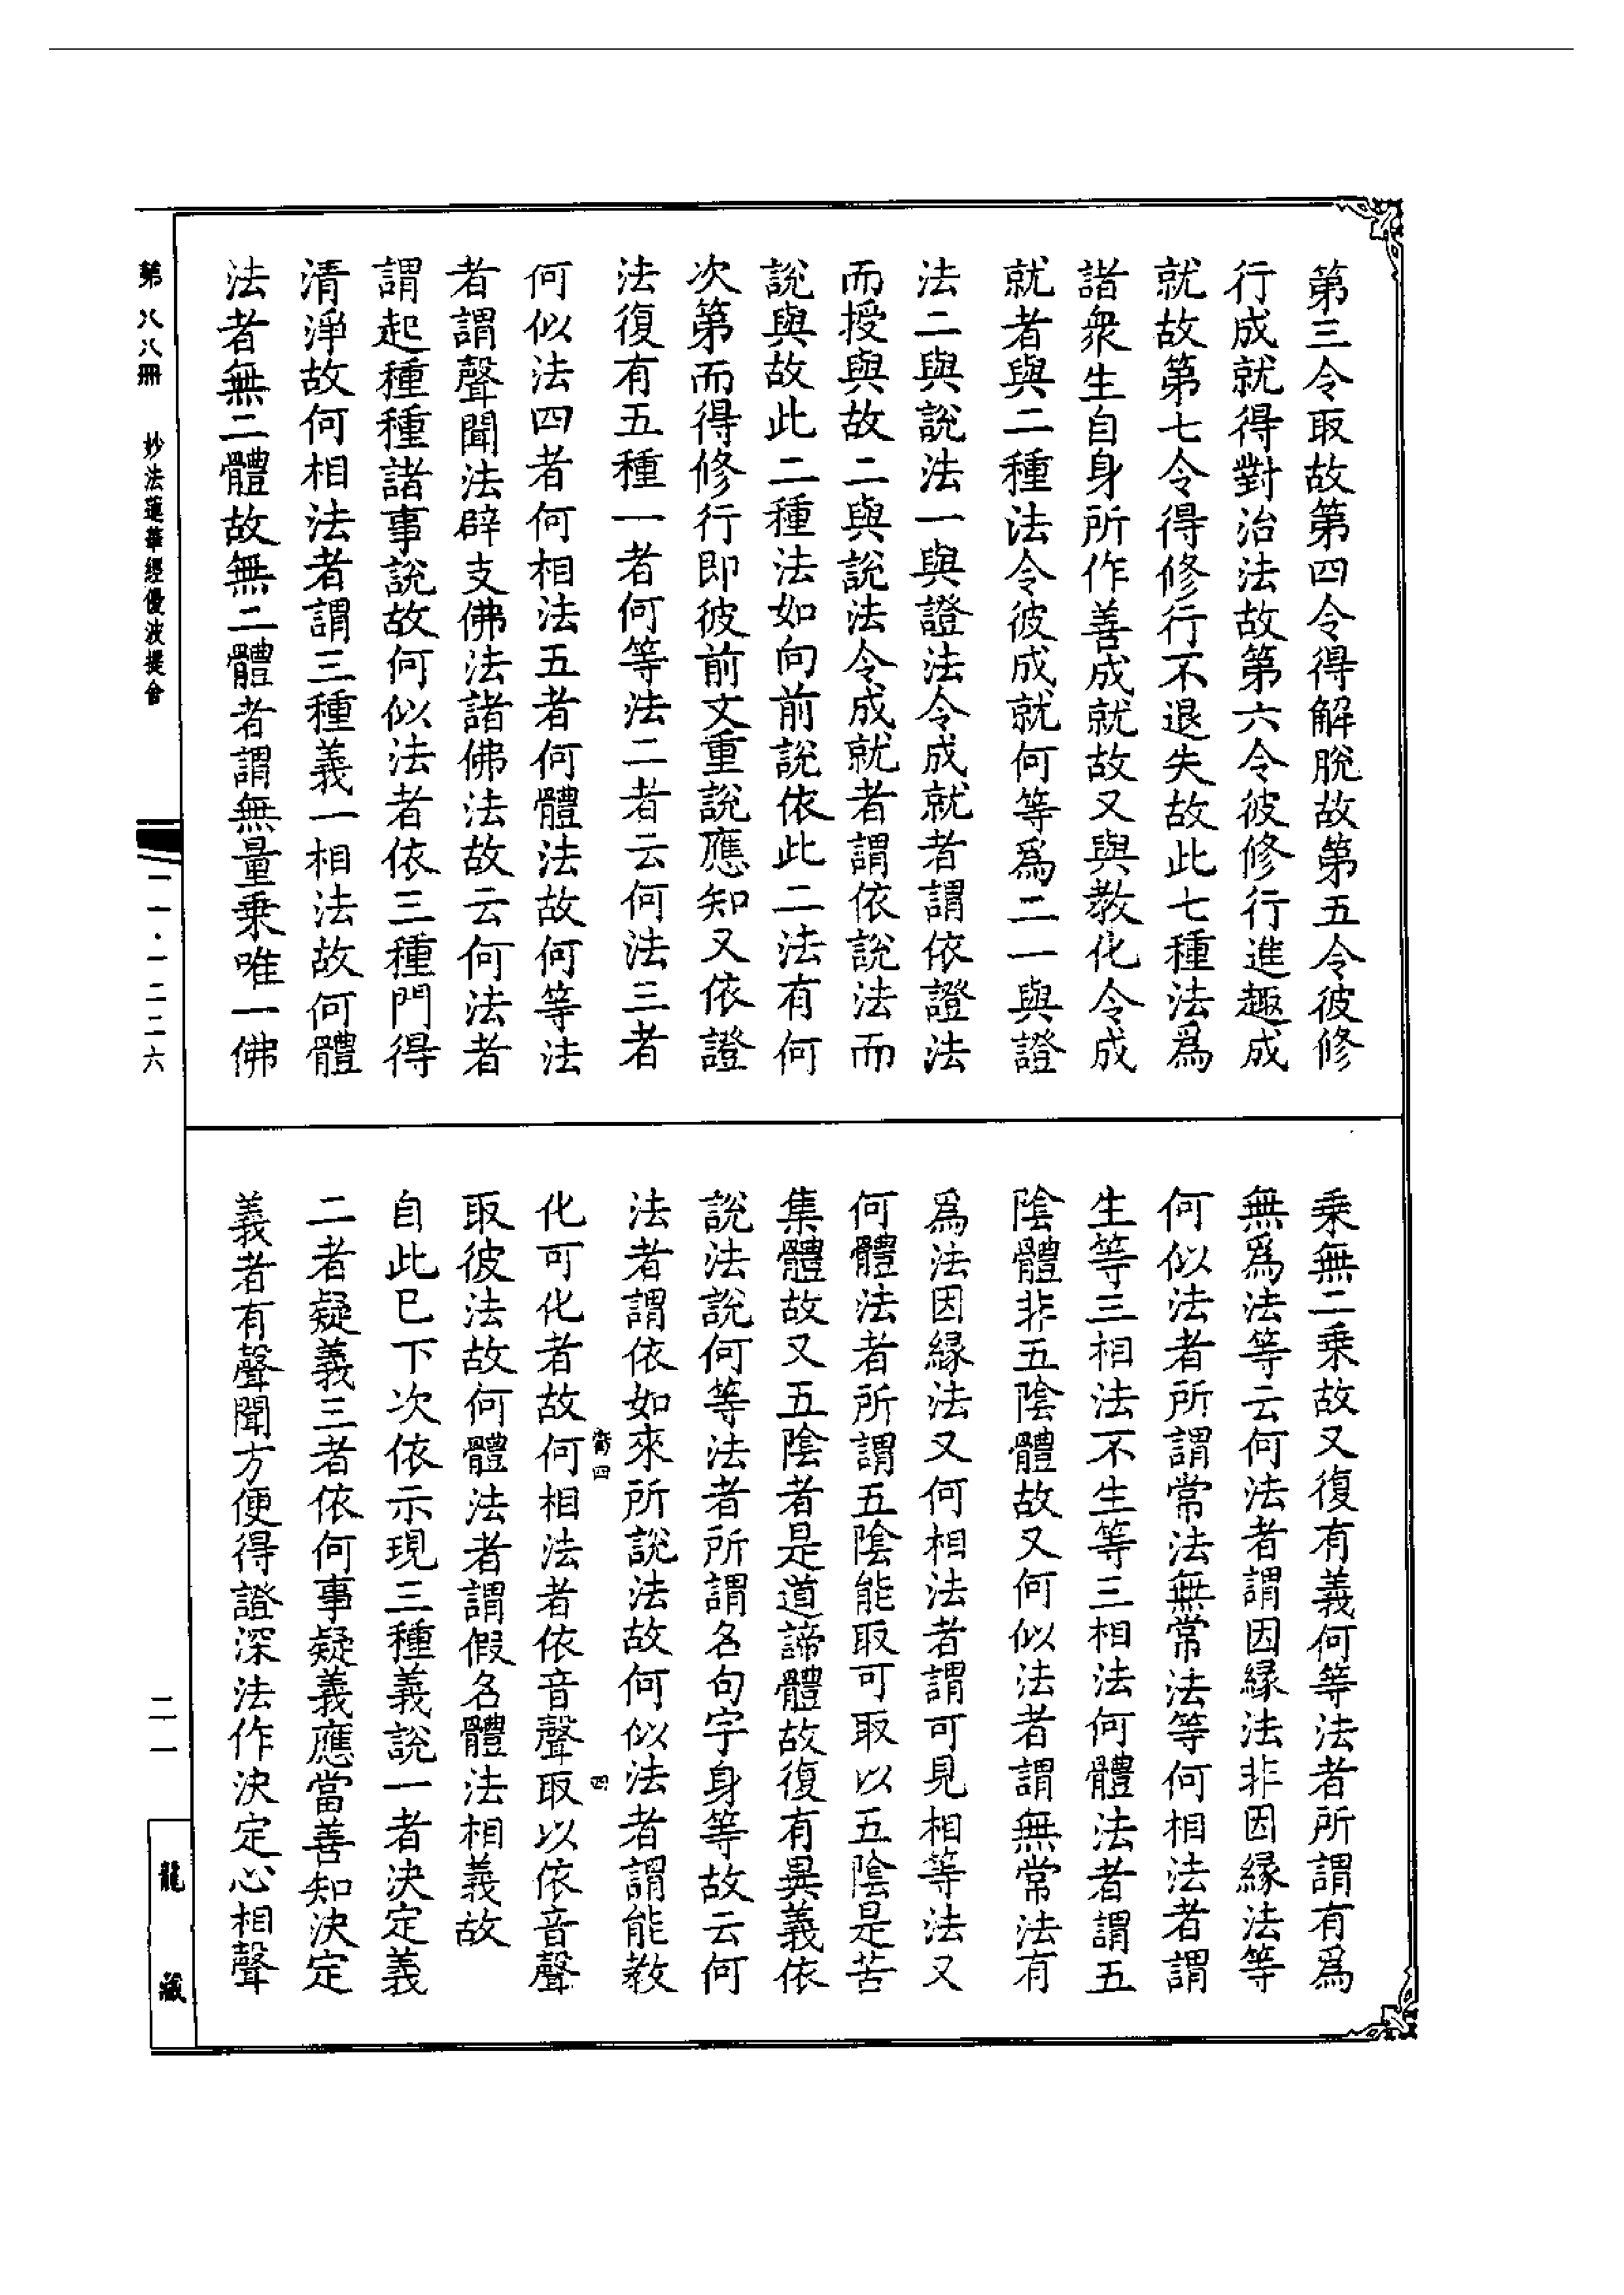 第三令取故第四令得解脫故第五令彼修
行成就得對治法故第六令彼修行進趣成
就故第七令得修行不退失故此七種法爲
諸衆生自身所作善成就故又與教化令成
就者與二種法令彼成就何等爲二一與證
法二與說法一與證法令成就者謂依證法
而授與故二與說法令成就者謂依說法而
說與故此二種法如向前說依此二法有何
次第而得修行即彼前文重說應知又依證
法復有五種一者何等法二者云何法三者
何似法四者何相法五者何體法故何等法
者謂聲聞法辟支佛法諸佛法故云何法者
謂起種種諸事說故何似法者依三種門得
清淨故何相法者謂三種義一相法故何體
法者無二體故無二體者謂無量乗唯一佛
乗無二乗故又復有義何等法者所謂有爲
無爲法等云何法者謂因縁法非因縁法等
何似法者所謂常法無常法等何相法者謂
生等三相法不生等三相法何體法者謂五
陰體非五陰體故又何似法者謂無常法有
爲法因縁法又何相法者謂可見相等法又
何體法者所謂五陰能取可取以五陰是苦
集體故又五陰者是道諦體故復有異義依
說法說何等法者所謂名句字身等故云何
法者謂依如來所說法故何似法者謂能教
化可化者故何相法者依音聲取以依音聲
取彼法故何體法者謂假名體法相義故
自此已下次依示現三種義說一者決定義
二者疑義三者依何事疑義應當善知決定
義者有聲聞方便得證深法作決定心相聲
四
四
第八八冊
妙法蓮華經優波提舍
一一·一二二六
二一
龍藏